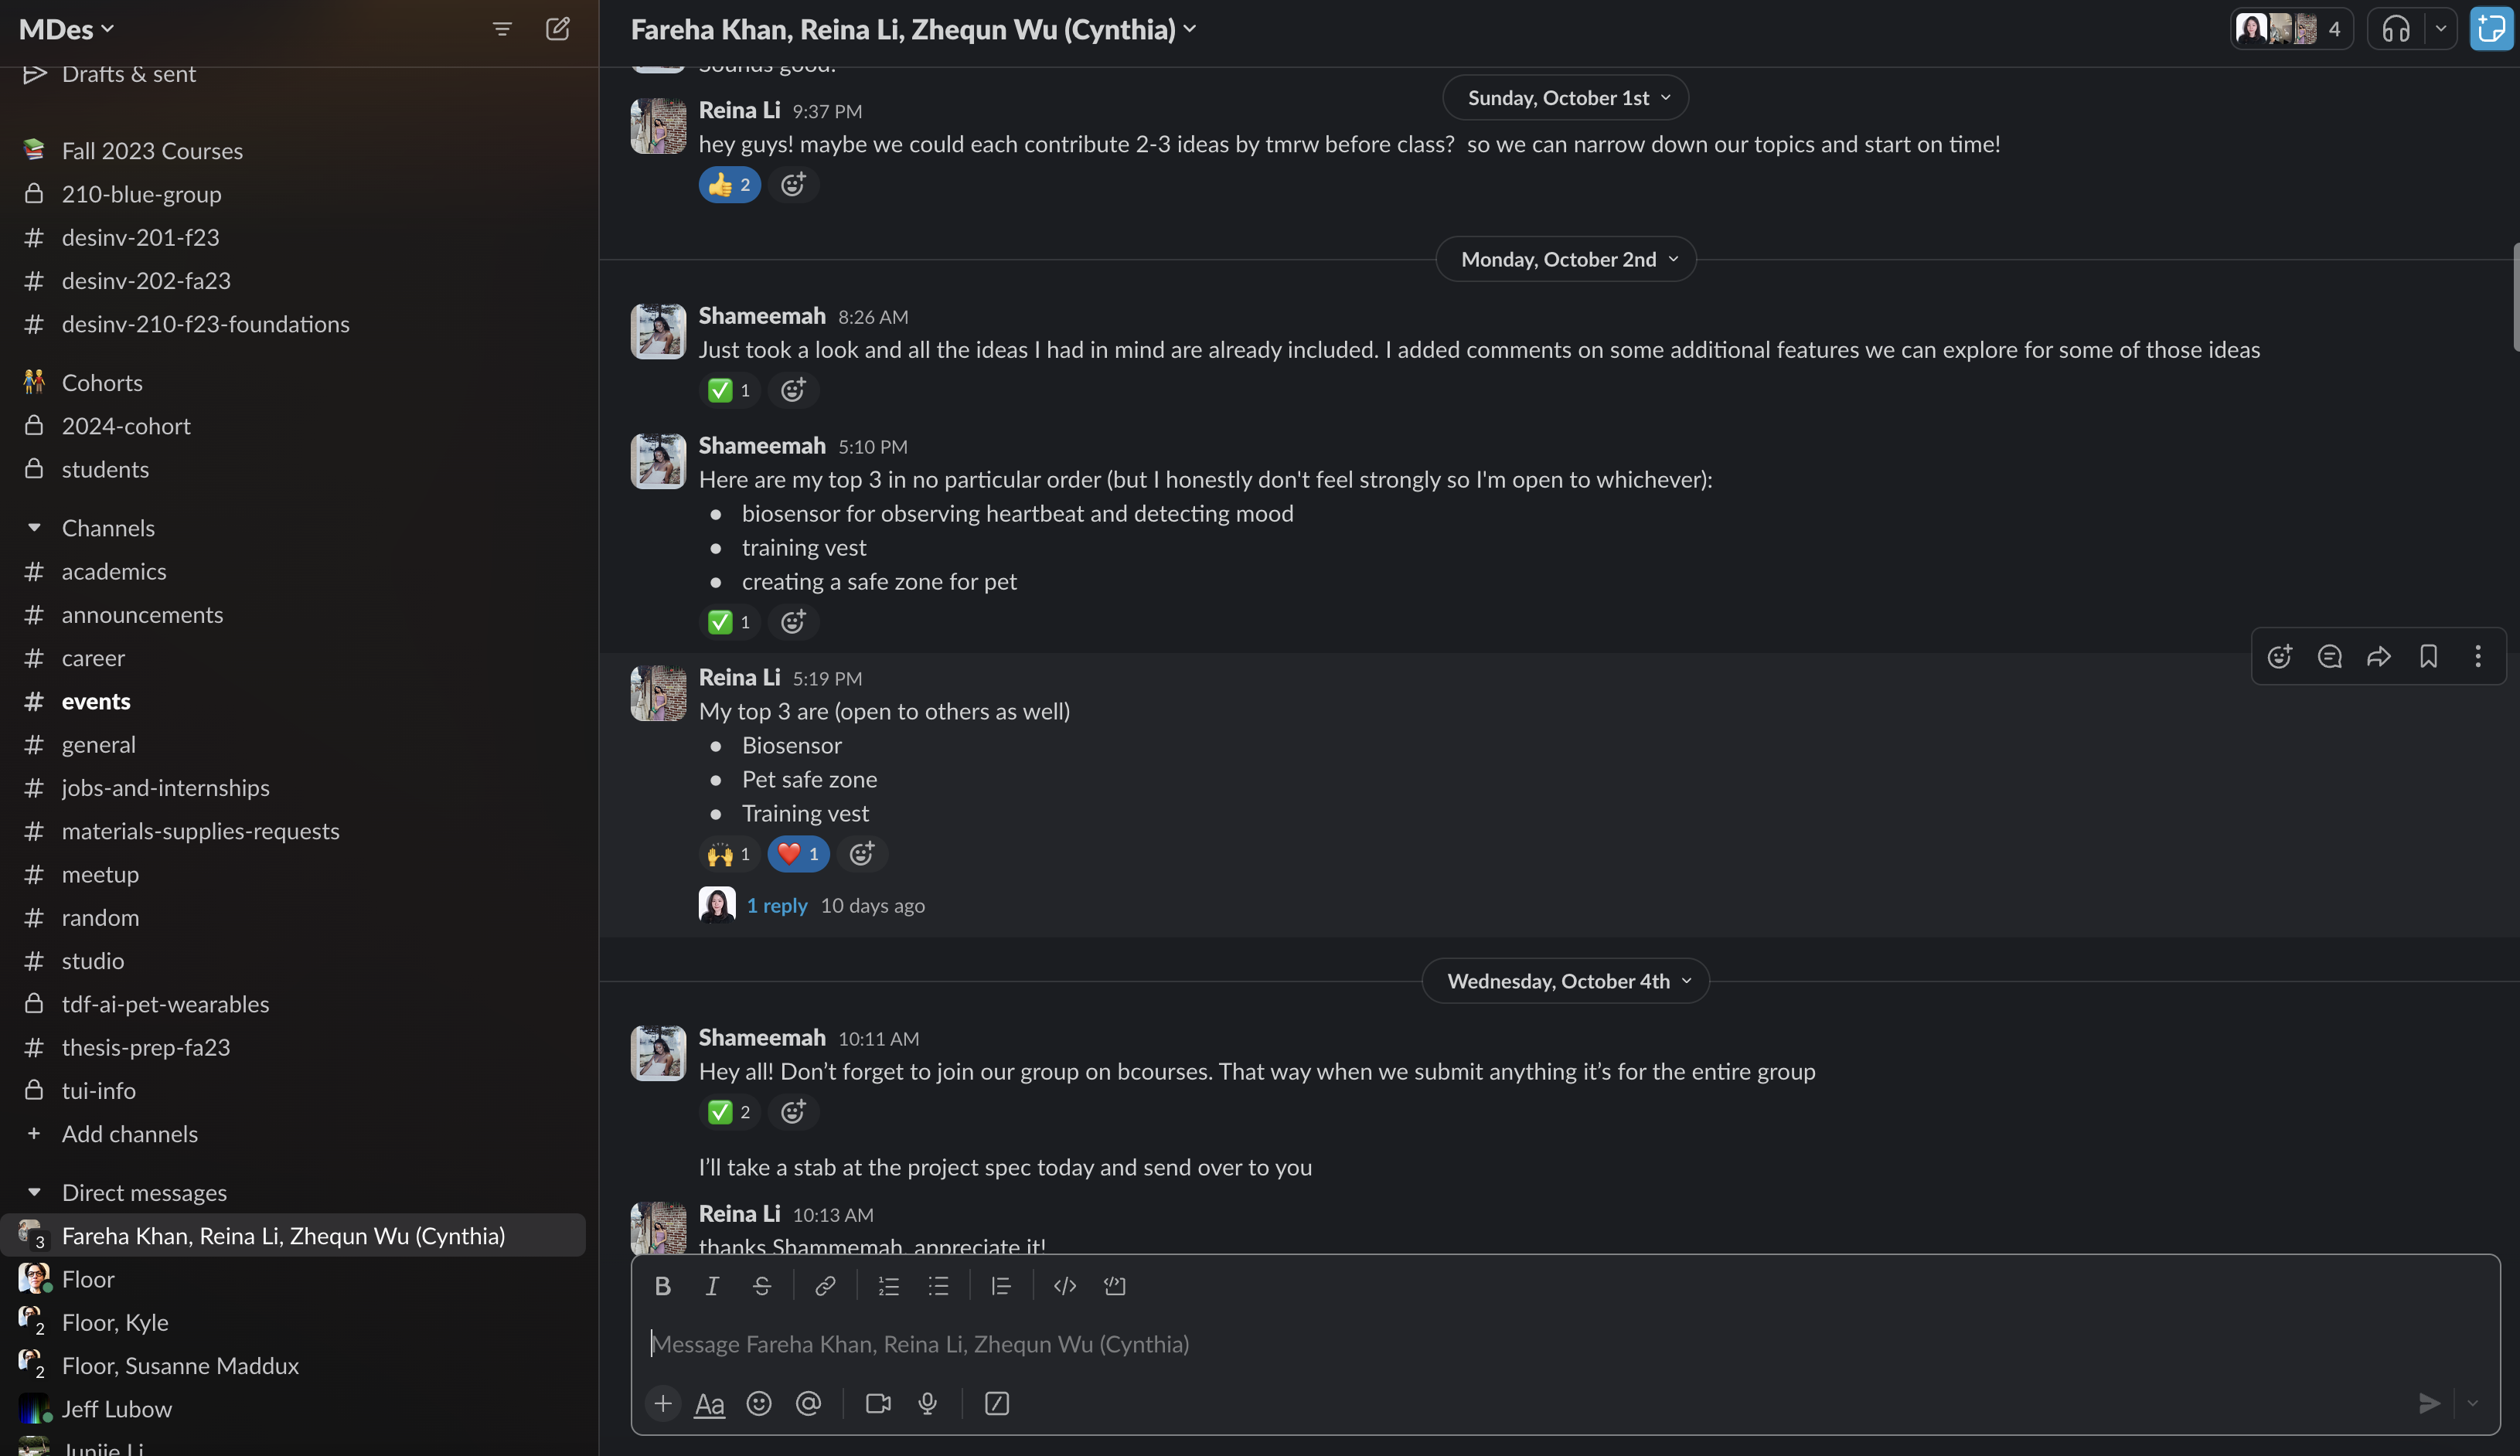 MDes
Drafts & sent
Fall 2023 Courses
210-blue-group
desinv-201-f23
desinv-202-fa23
desinv-210-f23-foundations
Cohorts
2024-cohort
students
Channels
academics
announcements
career
events
general
jobs-and-internships
materials-supplies-requests
meetup
random
studio
tdf-ai-pet-wearables
thesis-prep-fa23
tui-info
Add channels
Direct messages
3 Fareha Khan, Reina Li, Zhequn Wu (Cynthia)
Floor
2 Floor, Kyle
2 Floor, Susanne Maddux
Jeff Lubow
Junjie Li
Fareha Khan, Reina Li, Zhequn Wu (Cynthia)
4
Sounds good!
Sunday, October 1st
Reina Li 9:37 PM
hey guys! maybe we could each contribute 2-3 ideas by tmrw before class?  so we can narrow down our topics and start on time!
👍 2
Monday, October 2nd
Shameemah 8:26 AM
Just took a look and all the ideas I had in mind are already included. I added comments on some additional features we can explore for some of those ideas
✅ 1
Shameemah 5:10 PM
Here are my top 3 in no particular order (but I honestly don't feel strongly so I'm open to whichever):
• biosensor for observing heartbeat and detecting mood
• training vest
• creating a safe zone for pet
✅ 1
Reina Li 5:19 PM
My top 3 are (open to others as well)
• Biosensor
• Pet safe zone
• Training vest
🙌 1 ❤️ 1
1 reply 10 days ago
Wednesday, October 4th
Shameemah 10:11 AM
Hey all! Don’t forget to join our group on bcourses. That way when we submit anything it’s for the entire group
✅ 2
I’ll take a stab at the project spec today and send over to you
Reina Li 10:13 AM
thanks Shammemah, appreciate it!
B I S
Message Fareha Khan, Reina Li, Zhequn Wu (Cynthia)
+ Aa @